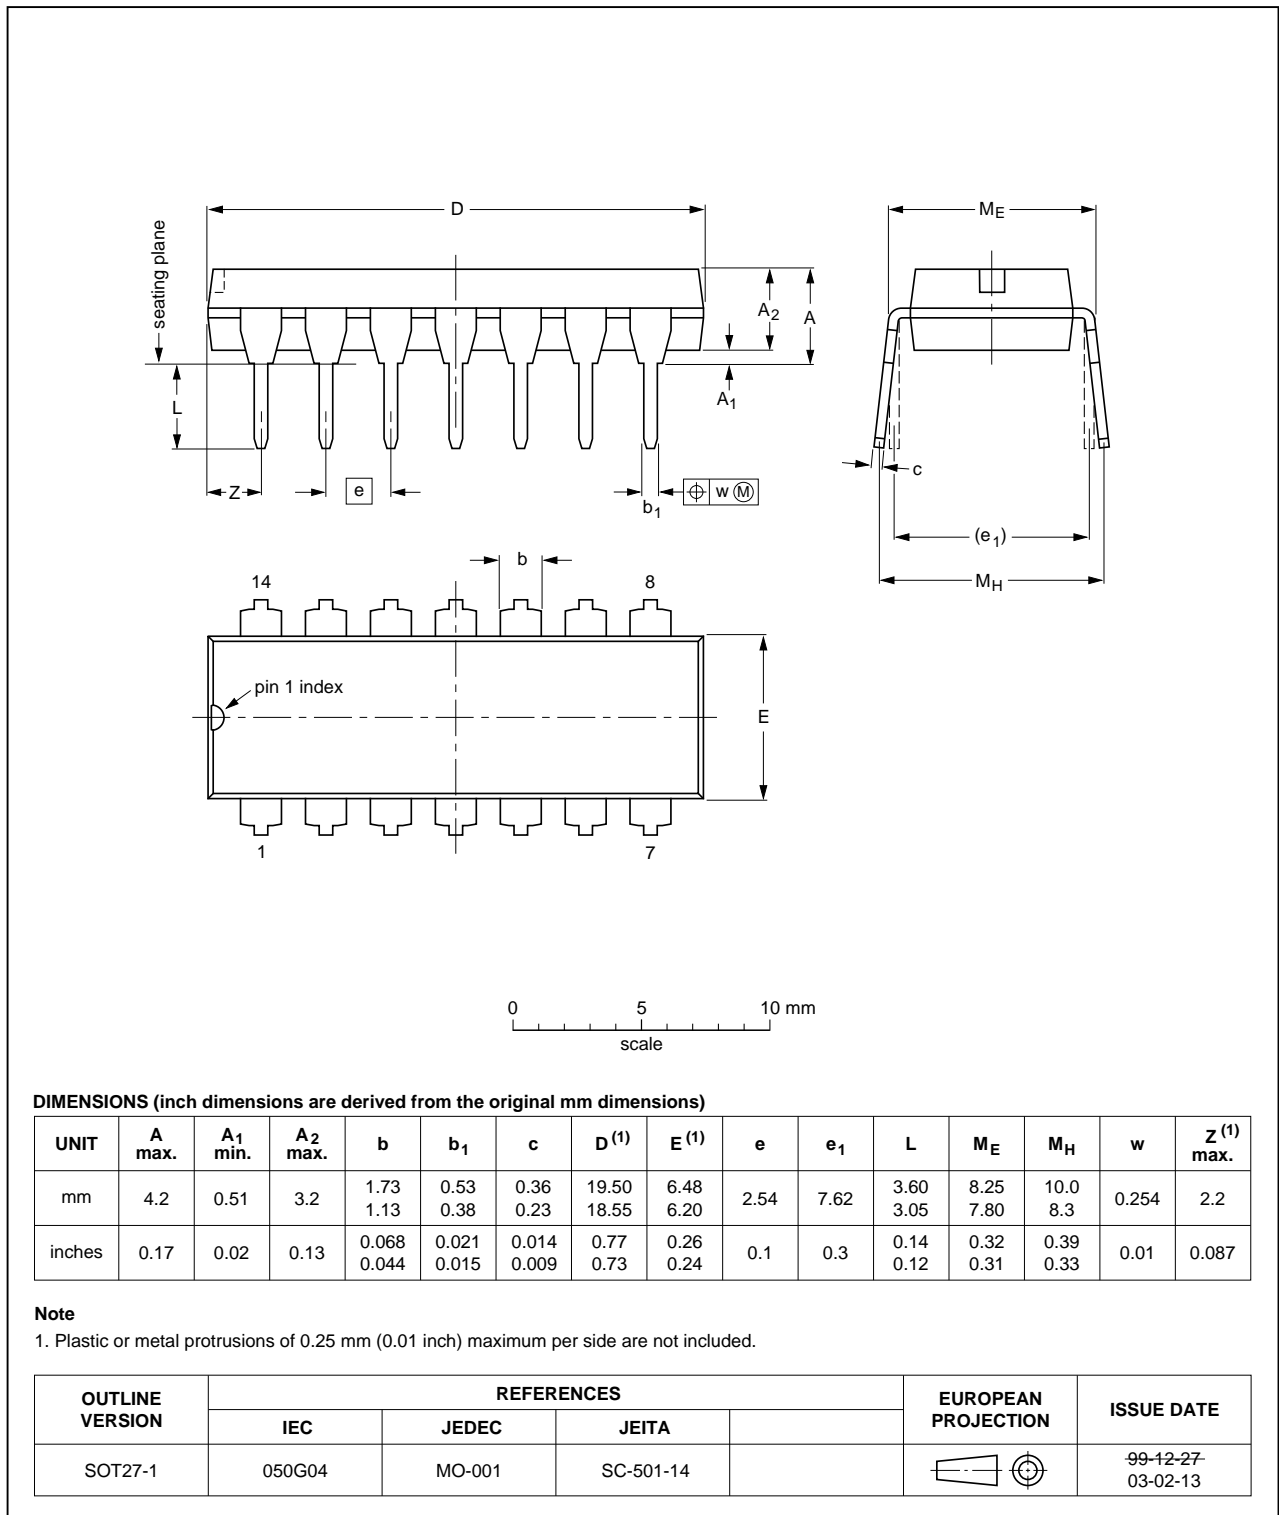 D
ME
seating plane
A2
A
L
A1
c
Z
e
b1
w M
(e1)
MH
b
14
8
pin 1 index
E
1
7
0
5
10 mm
scale
DIMENSIONS (inch dimensions are derived from the original mm dimensions)
UNIT A max. A1 min. A2 max. b b1 c D (1) E (1) e e1 L ME MH w Z (1) max.
mm 4.2 0.51 3.2 1.73 1.13 0.53 0.38 0.36 0.23 19.50 18.55 6.48 6.20 2.54 7.62 3.60 3.05 8.25 7.80 10.0 8.3 0.254 2.2
inches 0.17 0.02 0.13 0.068 0.044 0.021 0.015 0.014 0.009 0.77 0.73 0.26 0.24 0.1 0.3 0.14 0.12 0.32 0.31 0.39 0.33 0.01 0.087
Note
1. Plastic or metal protrusions of 0.25 mm (0.01 inch) maximum per side are not included.
OUTLINE VERSION REFERENCES EUROPEAN PROJECTION ISSUE DATE
IEC JEDEC JEITA
SOT27-1 050G04 MO-001 SC-501-14 99-12-27
03-02-13